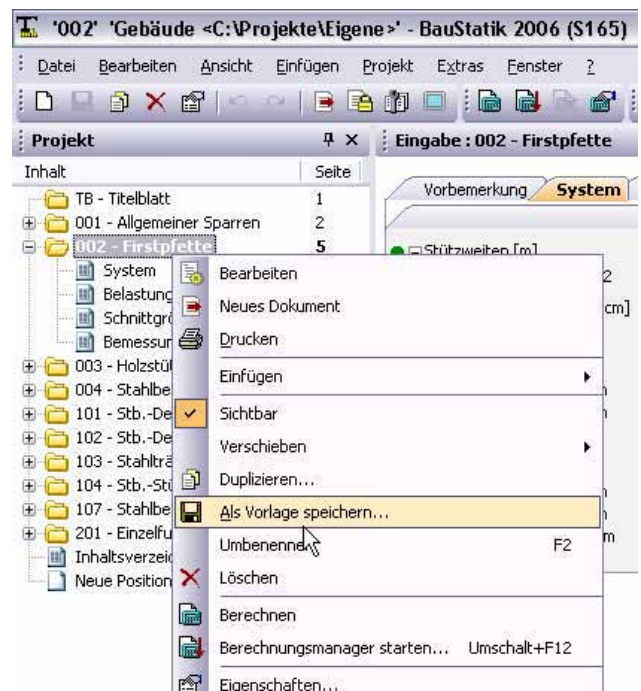 '002' 'Gebäude <C:\Projekte\Eigene>' - BauStatik 2006 (S165)
Datei Bearbeiten Ansicht Einfügen Projekt Extras Fenster ?
Projekt
Eingabe : 002 - Firstpfette
Inhalt Seite
Vorbemerkung System
TB - Titelblatt 1
001 - Allgemeiner Sparren 2
002 - Firstpfette 5
Stützweiten [m]
System
Belastung
2
cm]
Bemessur
003 - Holzstü
004 - Stahlbe
101 - Stb.-De
102 - Stb.-De
103 - Stahlträ
104 - Stb.-Stü
107 - Stahlbe
201 - Einzelfu
Inhaltsverzeic
Neue Position
Schnittgrö
Bearbeiten
Neues Dokument
Drucken
Einfügen
Sichtbar
Verschieben
Duplizieren...
Als Vorlage speichern...
Umbenennen F2
Löschen
Berechnen
Berechnungsmanager starten... Umschalt+F12
Eigenschaften...